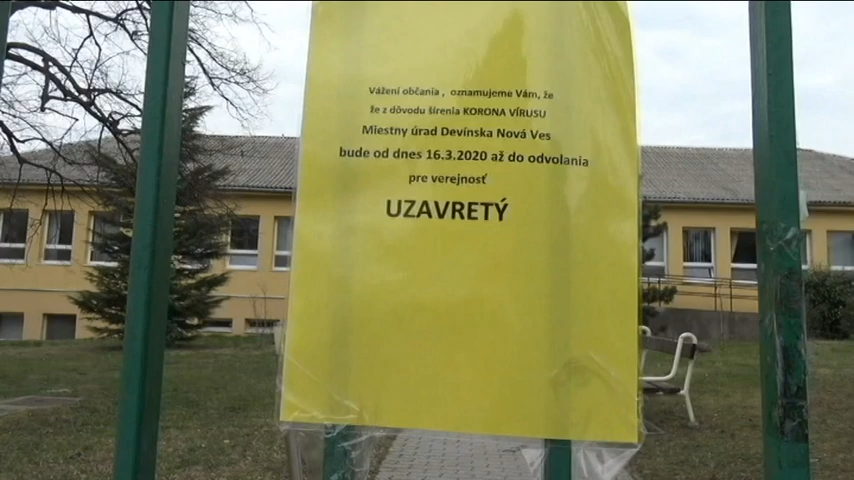 Vážení občania , oznamujeme Vám, že
že z dôvodu šírenia KORONA VÍRUSU
Miestny úrad Devínska Nová Ves
bude od dnes 16.3.2020 až do odvolania
pre verejnosť
UZAVRETÝ